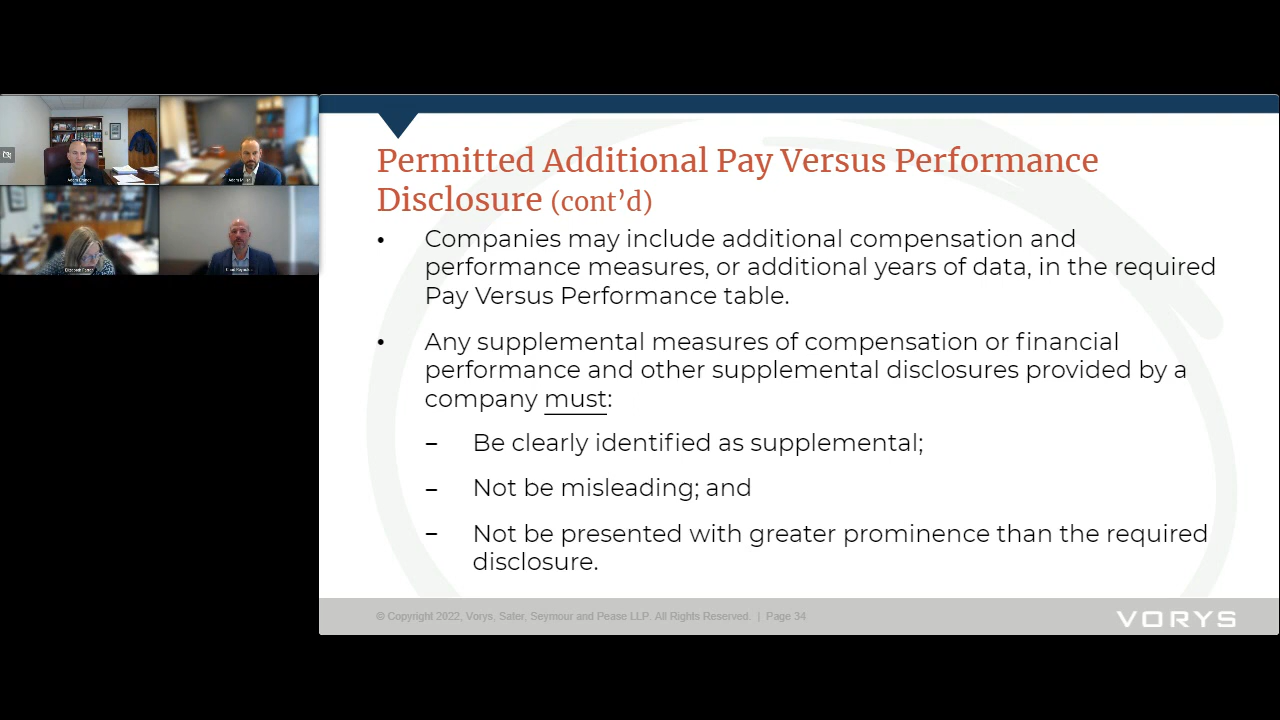 Permitted Additional Pay Versus Performance
Disclosure (cont’d)
• Companies may include additional compensation and
performance measures, or additional years of data, in the required
Pay Versus Performance table.
• Any supplemental measures of compensation or financial
performance and other supplemental disclosures provided by a
company must:
– Be clearly identified as supplemental;
– Not be misleading; and
– Not be presented with greater prominence than the required
disclosure.
© Copyright 2022, Vorys, Sater, Seymour and Pease LLP. All Rights Reserved. | Page 34
VORYS